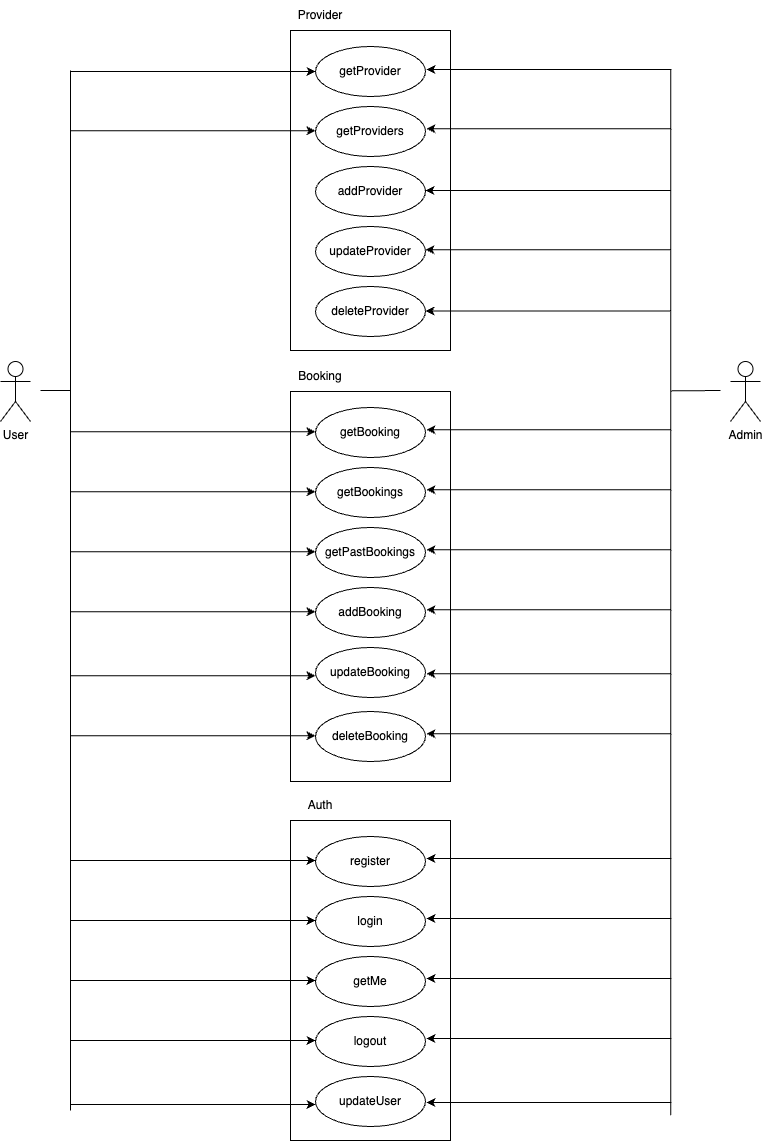 Provider
getProvider
getProviders
addProvider
updateProvider
deleteProvider
User
Admin
Booking
getBooking
getBookings
getPastBookings
addBooking
updateBooking
deleteBooking
Auth
register
login
getMe
logout
updateUser